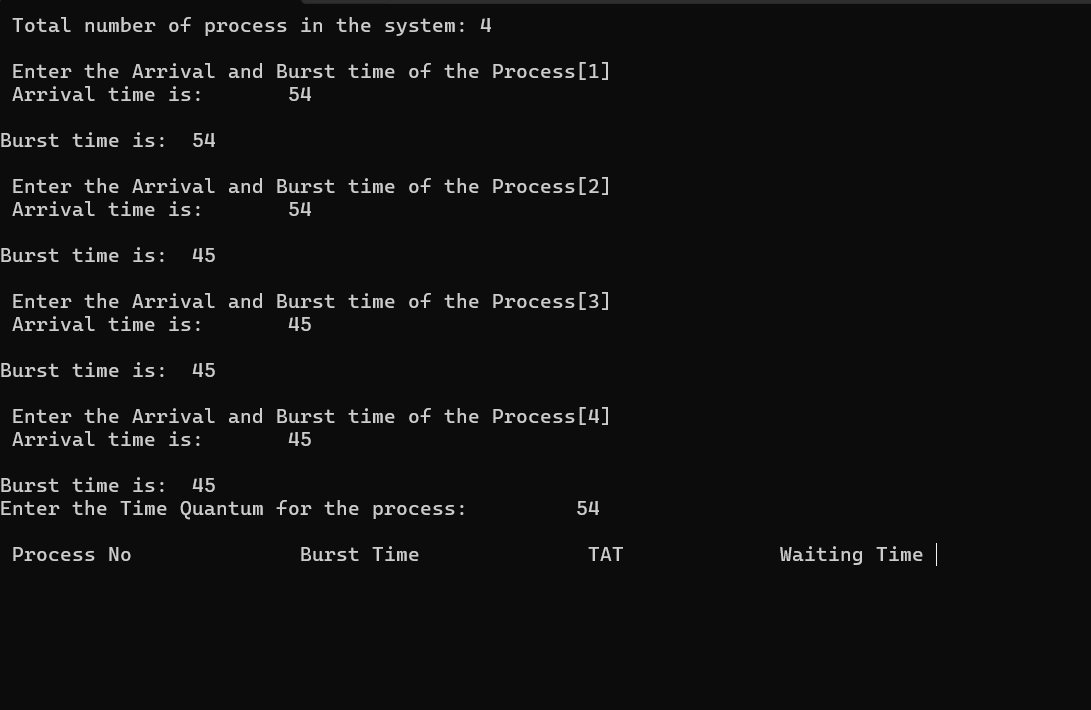 Total number of process in the system: 4
Enter the Arrival and Burst time of the Process[1]
Arrival time is: 54
Burst time is: 54
Enter the Arrival and Burst time of the Process[2]
Arrival time is: 54
Burst time is: 45
Enter the Arrival and Burst time of the Process[3]
Arrival time is: 45
Burst time is: 45
Enter the Arrival and Burst time of the Process[4]
Arrival time is: 45
Burst time is: 45
Enter the Time Quantum for the process: 54
Process No Burst Time TAT Waiting Time